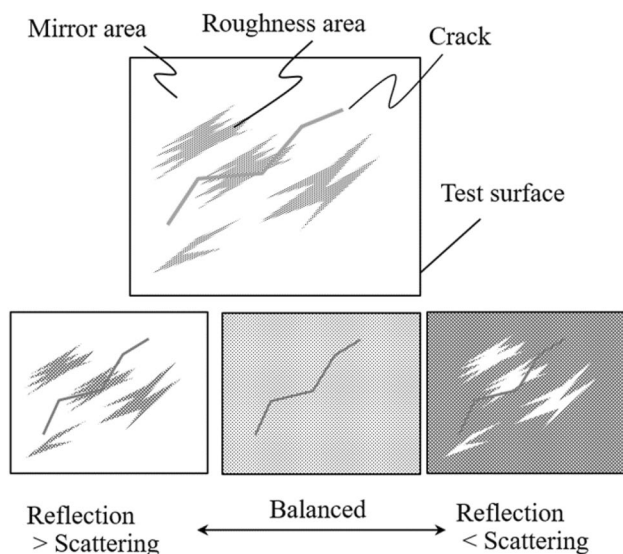 Mirror area
Roughness area
Crack
Test surface
Reflection
> Scattering
Balanced
Reflection
< Scattering